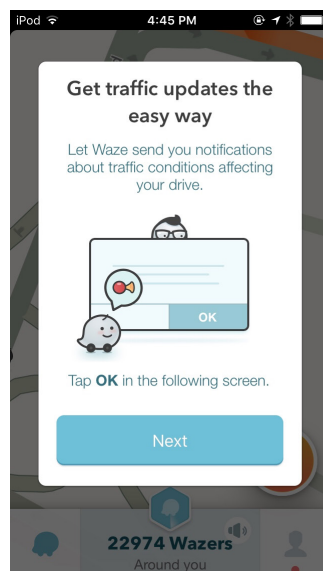 iPod 4:45 PM
Get traffic updates the
easy way
Let Waze send you notifications
about traffic conditions affecting
your drive.
OK
Tap OK in the following screen.
Next
22974 Wazers
Around you